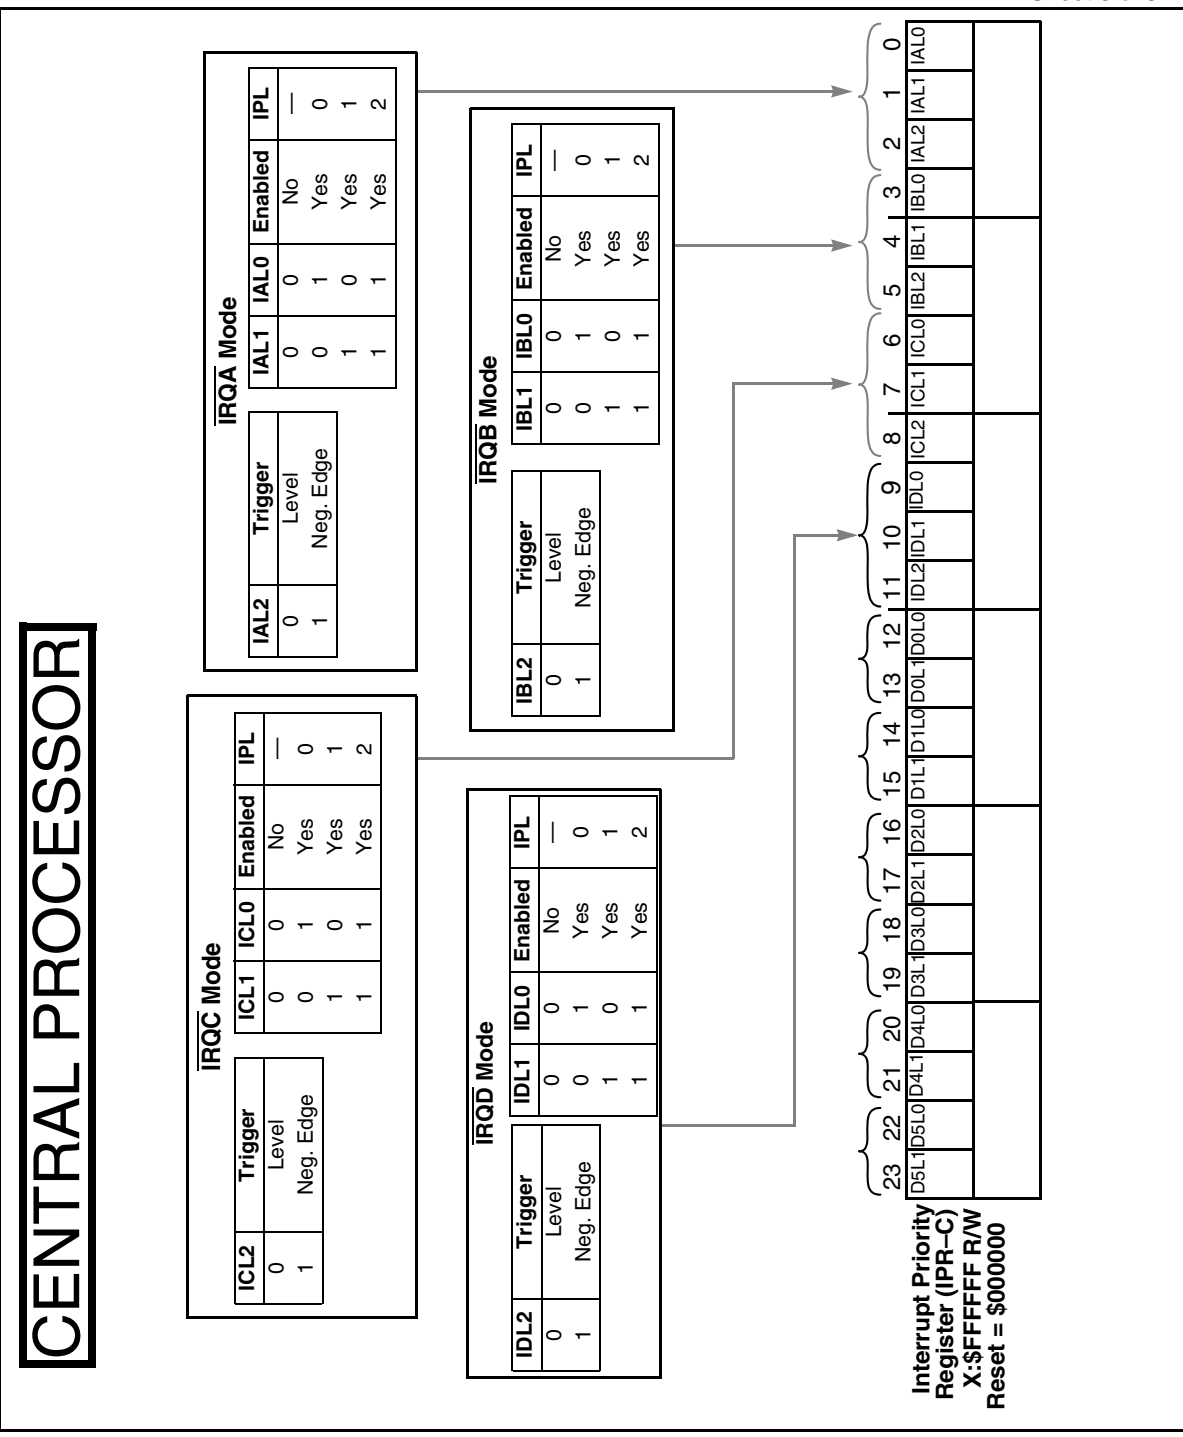 CENTRAL PROCESSOR
IRQC Mode
ICL2 Trigger
0 Level
1 Neg. Edge
ICL1 ICL0 Enabled IPL
0 0 No —
0 1 Yes 0
1 0 Yes 1
1 1 Yes 2
IRQA Mode
IAL2 Trigger
0 Level
1 Neg. Edge
IAL1 IAL0 Enabled IPL
0 0 No —
0 1 Yes 0
1 0 Yes 1
1 1 Yes 2
IRQD Mode
IDL2 Trigger
0 Level
1 Neg. Edge
IDL1 IDL0 Enabled IPL
0 0 No —
0 1 Yes 0
1 0 Yes 1
1 1 Yes 2
IRQB Mode
IBL2 Trigger
0 Level
1 Neg. Edge
IBL1 IBL0 Enabled IPL
0 0 No —
0 1 Yes 0
1 0 Yes 1
1 1 Yes 2
23 22 21 20 19 18 17 16 15 14 13 12 11 10 9 8 7 6 5 4 3 2 1 0
D5L1 D5L0 D4L1 D4L0 D3L1 D3L0 D2L1 D2L0 D1L1 D1L0 D0L1 D0L0 IDL2 IDL1 IDL0 ICL2 ICL1 ICL0 IBL2 IBL1 IBL0 IAL2 IAL1 IAL0
Interrupt Priority
Register (IPR–C)
X:$FFFFFF R/W
Reset = $000000